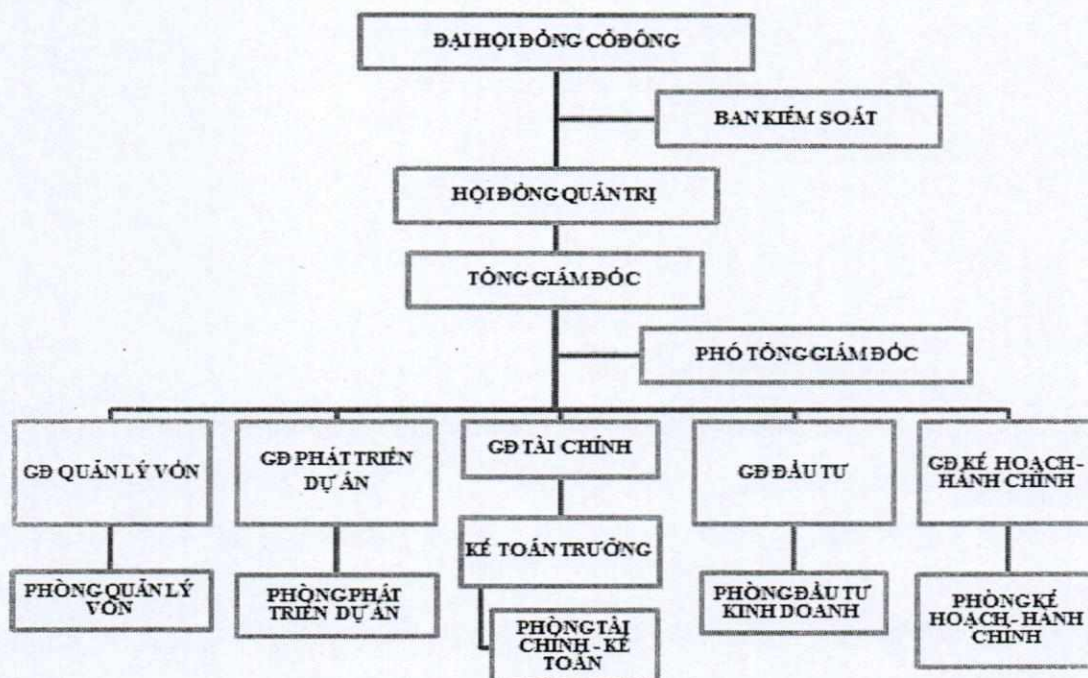 ĐẠI HỘI ĐỒNG CỔ ĐÔNG
BAN KIỂM SOÁT
HỘI ĐỒNG QUẢN TRỊ
TỔNG GIÁM ĐỐC
PHÓ TỔNG GIÁM ĐỐC
GĐ QUẢN LÝ VỐN
GĐ PHÁT TRIỂN
DỰ ÁN
GĐ TÀI CHÍNH
GĐ ĐẦU TƯ
GĐ KẾ HOẠCH-
HÀNH CHÍNH
KẾ TOÁN TRƯỞNG
PHÒNG QUẢN LÝ
VỐN
PHÒNG PHÁT
TRIỂN DỰ ÁN
PHÒNG TÀI
CHÍNH - KẾ
TOÁN
PHÒNG ĐẦU TƯ
KINH DOANH
PHÒNG KẾ
HOẠCH - HÀNH
CHÍNH